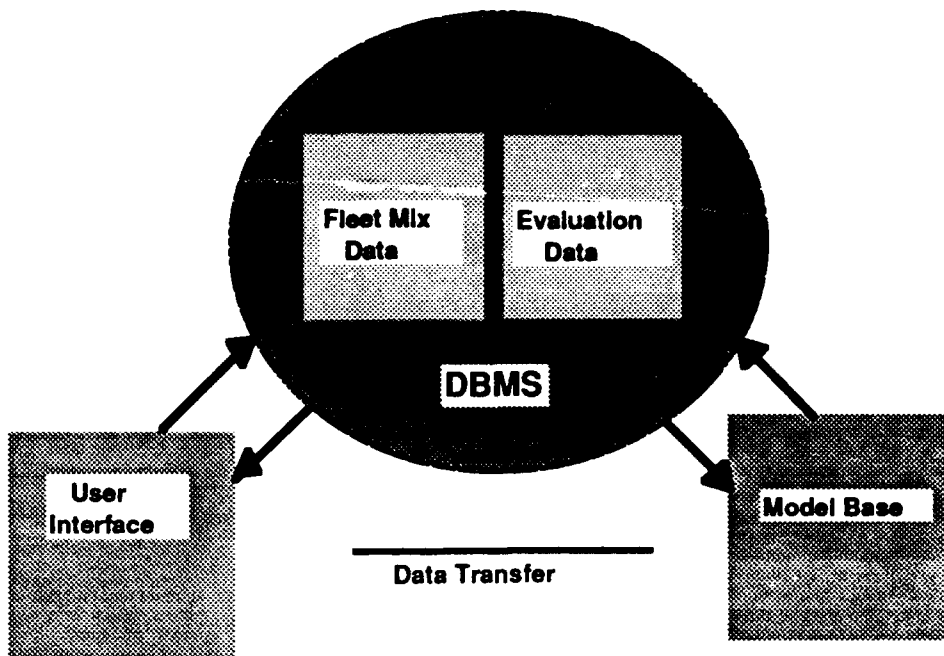 Fleet Mix
Data
Evaluation
Data
DBMS
User
Interface
Model Base
Data Transfer